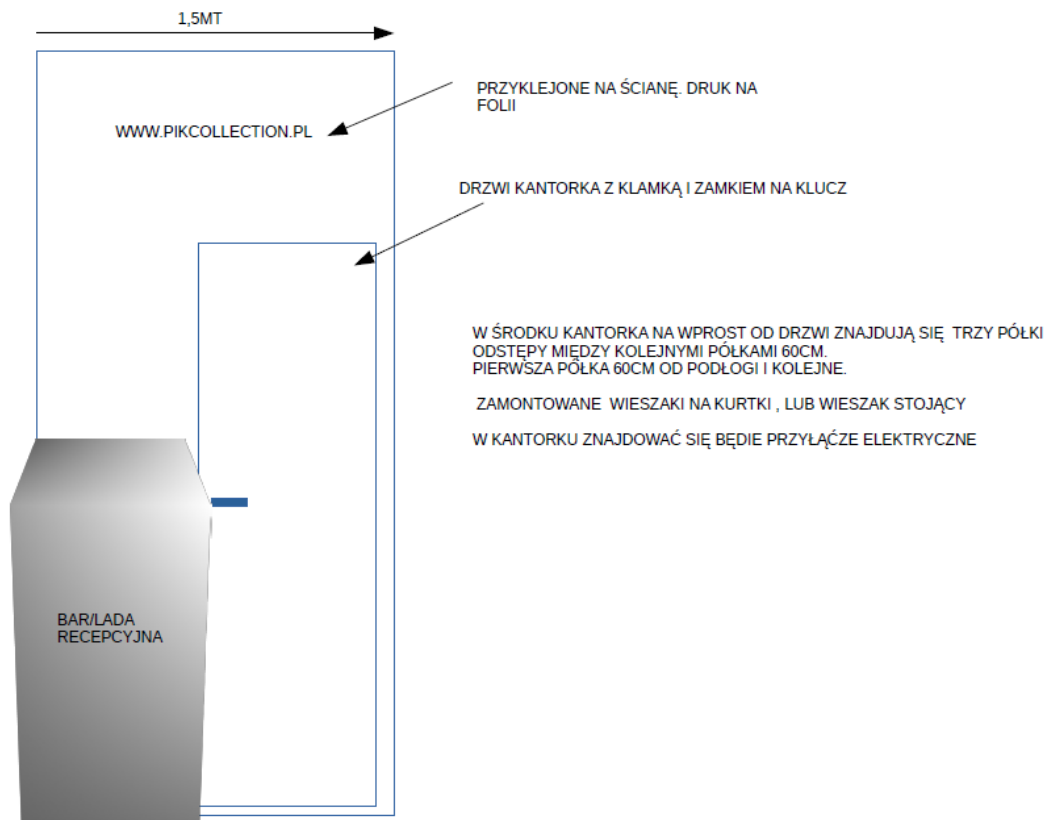 1,5MT
PRZYKLEJONE NA ŚCIANĘ. DRUK NA
FOLII
WWW.PIKCOLLECTION.PL
DRZWI KANTORKA Z KLAMKĄ I ZAMKIEM NA KLUCZ
W ŚRODKU KANTORKA NA WPROST OD DRZWI ZNAJDUJĄ SIĘ TRZY PÓŁKI
ODSTĘPY MIĘDZY KOLEJNYMI PÓŁKAMI 60CM.
PIERWSZA PÓŁKA 60CM OD PODŁOGI I KOLEJNE.
ZAMONTOWANE WIESZAKI NA KURTKI , LUB WIESZAK STOJĄCY
W KANTORKU ZNAJDOWAĆ SIĘ BĘDIE PRZYŁĄĆZE ELEKTRYCZNE
BAR/LADA
RECEPCYJNA